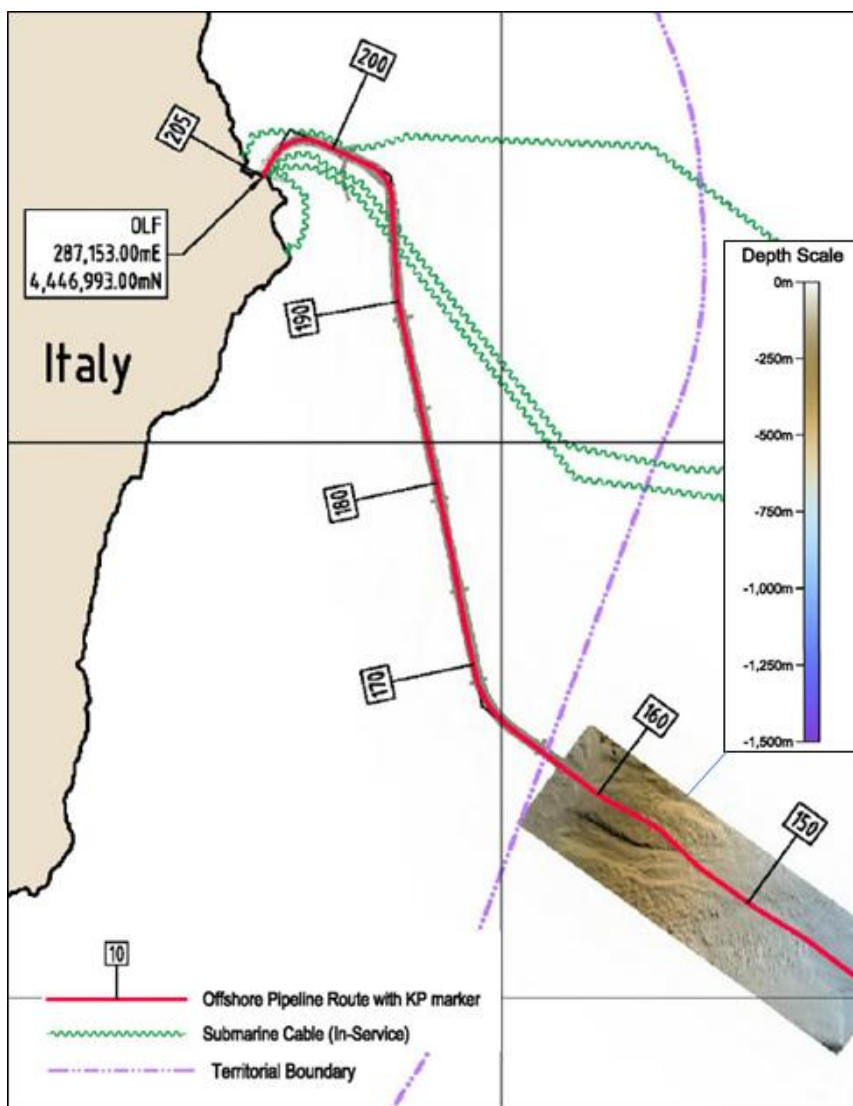 200
205
OLF
287,153.00mE
4,446,993.00mN
Depth Scale
0m
-250m
-500m
-750m
-1,000m
-1,250m
-1,500m
190
Italy
180
170
160
150
10
Offshore Pipeline Route with KP marker
Submarine Cable (In-Service)
Territorial Boundary